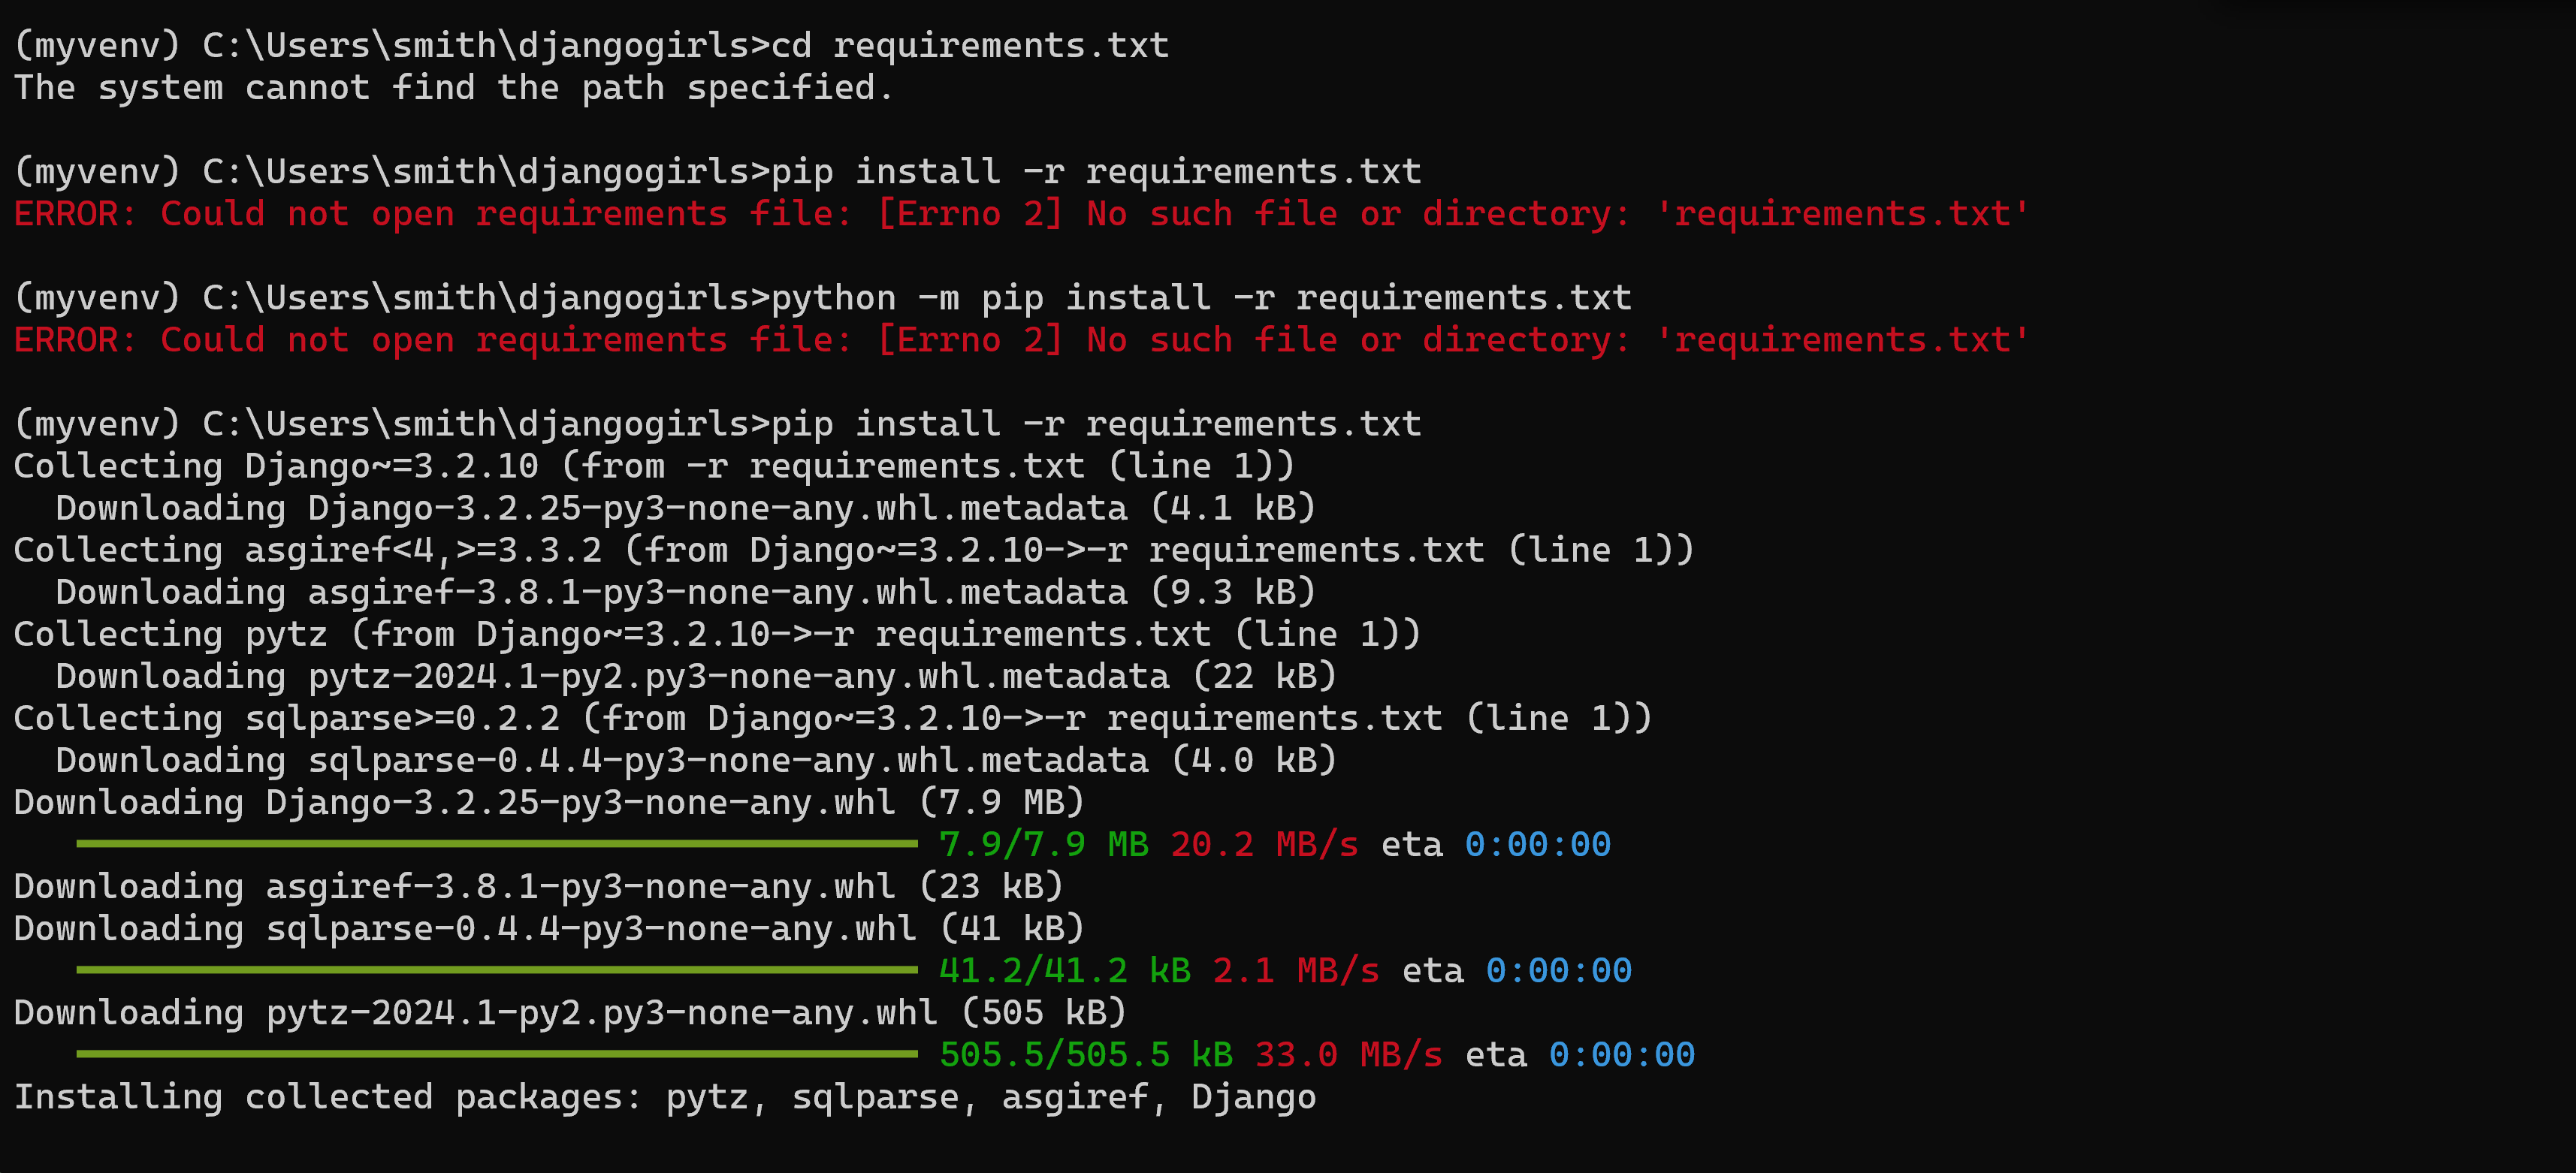 (myvenv) C:\Users\smith\djangogirls>cd requirements.txt
The system cannot find the path specified.
(myvenv) C:\Users\smith\djangogirls>pip install -r requirements.txt
ERROR: Could not open requirements file: [Errno 2] No such file or directory: 'requirements.txt'
(myvenv) C:\Users\smith\djangogirls>python -m pip install -r requirements.txt
ERROR: Could not open requirements file: [Errno 2] No such file or directory: 'requirements.txt'
(myvenv) C:\Users\smith\djangogirls>pip install -r requirements.txt
Collecting Django~=3.2.10 (from -r requirements.txt (line 1))
  Downloading Django-3.2.25-py3-none-any.whl.metadata (4.1 kB)
Collecting asgiref<4,>=3.3.2 (from Django~=3.2.10->-r requirements.txt (line 1))
  Downloading asgiref-3.8.1-py3-none-any.whl.metadata (9.3 kB)
Collecting pytz (from Django~=3.2.10->-r requirements.txt (line 1))
  Downloading pytz-2024.1-py2.py3-none-any.whl.metadata (22 kB)
Collecting sqlparse>=0.2.2 (from Django~=3.2.10->-r requirements.txt (line 1))
  Downloading sqlparse-0.4.4-py3-none-any.whl.metadata (4.0 kB)
Downloading Django-3.2.25-py3-none-any.whl (7.9 MB)
7.9/7.9 MB 20.2 MB/s eta 0:00:00
Downloading asgiref-3.8.1-py3-none-any.whl (23 kB)
Downloading sqlparse-0.4.4-py3-none-any.whl (41 kB)
41.2/41.2 kB 2.1 MB/s eta 0:00:00
Downloading pytz-2024.1-py2.py3-none-any.whl (505 kB)
505.5/505.5 kB 33.0 MB/s eta 0:00:00
Installing collected packages: pytz, sqlparse, asgiref, Django